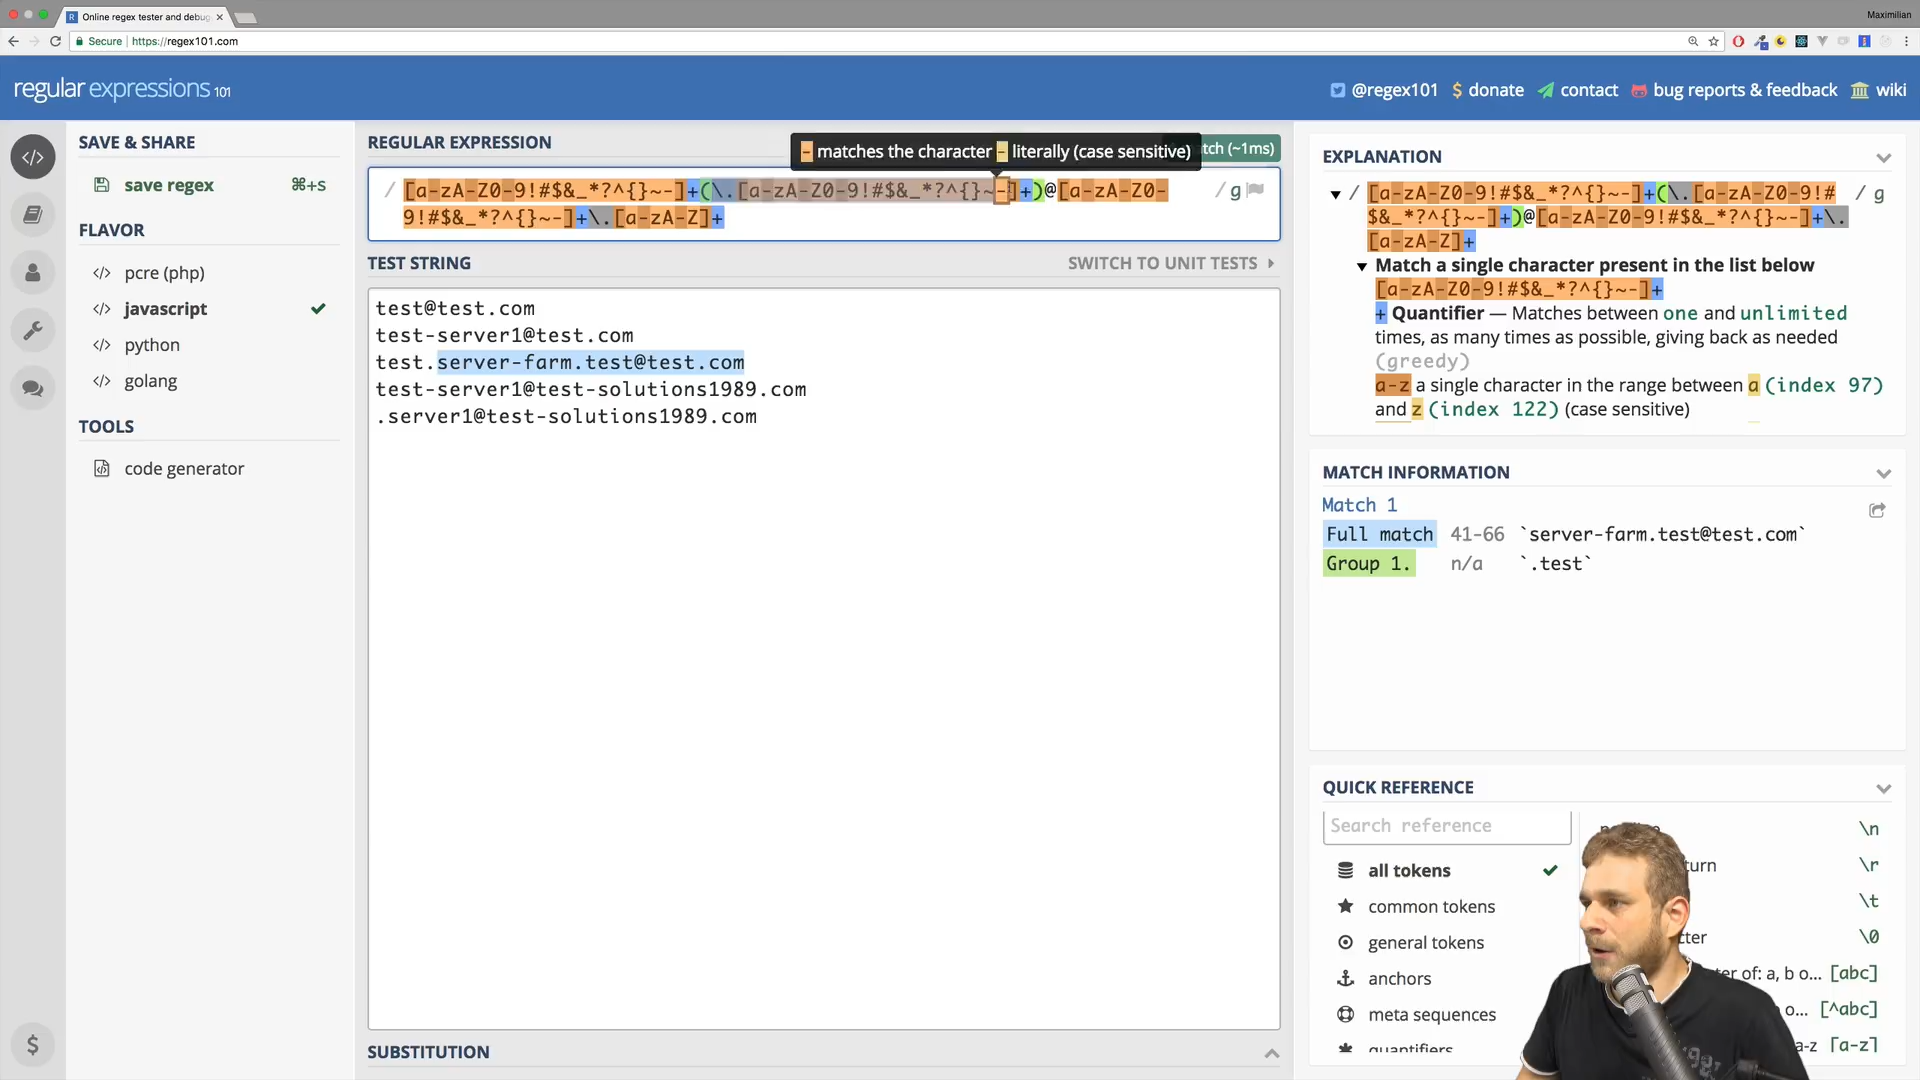 Online regex tester and debug
Maximilian
Secure | https://regex101.com
regular expressions 101
@regex101
donate
contact
bug reports & feedback
wiki
SAVE & SHARE
save regex ⌘+S
FLAVOR
pcre (php)
javascript
python
golang
TOOLS
code generator
REGULAR EXPRESSION
- matches the character - literally (case sensitive)
tch (~1ms)
/ [a-zA-Z0-9!#$&_*?^{}~-]+(\.[a-zA-Z0-9!#$&_*?^{}~-]+)@[a-zA-Z0- / g
9!#$&_*?^{}~-]+\.[a-zA-Z]+
TEST STRING
SWITCH TO UNIT TESTS
test@test.com
test-server1@test.com
test.server-farm.test@test.com
test-server1@test-solutions1989.com
.server1@test-solutions1989.com
SUBSTITUTION
EXPLANATION
/ [a-zA-Z0-9!#$&_*?^{}~-]+(\.[a-zA-Z0-9!# / g
$&_*?^{}~-]+)@[a-zA-Z0-9!#$&_*?^{}~-]+\.
[a-zA-Z]+
Match a single character present in the list below
[a-zA-Z0-9!#$&_*?^{}~-]+
+ Quantifier — Matches between one and unlimited
times, as many times as possible, giving back as needed
(greedy)
a-z a single character in the range between a (index 97)
and z (index 122) (case sensitive)
MATCH INFORMATION
Match 1
Full match 41-66 `server-farm.test@test.com`
Group 1. n/a `.test`
QUICK REFERENCE
Search reference
all tokens
common tokens
general tokens
anchors
meta sequences
quantifiers
\n
turn \r
\t
cter \0
ter of: a, b o... [abc]
o... [^abc]
a-z [a-z]
$